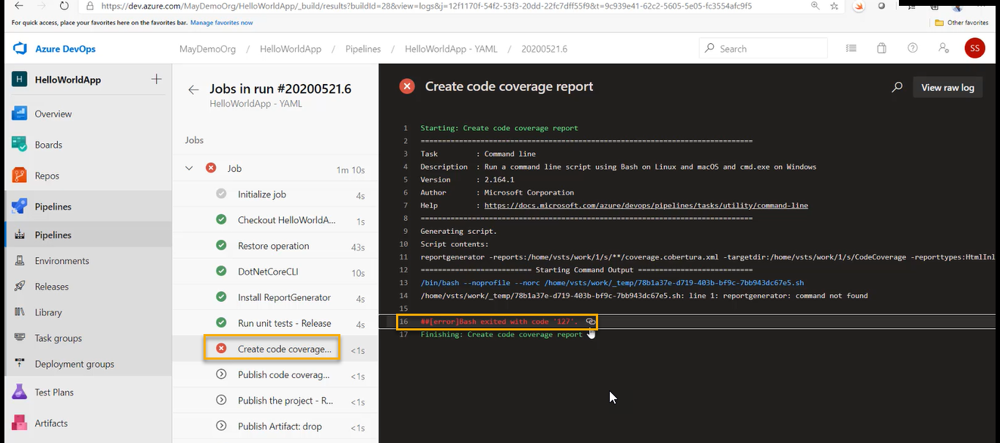 https://dev.azure.com/MayDemoOrg/HelloWorldApp/_build/results?buildId=28&view=logs&j=12f1170f-54f2-53f3-20dd-22fc7dff55f9&t=9c939e41-62c2-5605-5e05-fc3554afc9f5
For quick access, place your favorites here on the favorites bar. Manage favorites now
Other favorites
Azure DevOps
MayDemoOrg / HelloWorldApp / Pipelines / HelloWorldApp - YAML / 20200521.6
Search
SS
H HelloWorldApp
Overview
Boards
Repos
Pipelines
Pipelines
Environments
Releases
Library
Task groups
Deployment groups
Test Plans
Artifacts
Jobs in run #20200521.6
HelloWorldApp - YAML
Jobs
Job 1m 10s
Initialize job 4s
Checkout HelloWorldA... 1s
Restore operation 43s
DotNetCoreCLI 10s
Install ReportGenerator 4s
Run unit tests - Release 4s
Create code coverage... <1s
Publish code coverag... <1s
Publish the project - R... <1s
Publish Artifact: drop <1s
Create code coverage report
View raw log
1 Starting: Create code coverage report
2 ==============================================================================
3 Task : Command line
4 Description : Run a command line script using Bash on Linux and macOS and cmd.exe on Windows
5 Version : 2.164.1
6 Author : Microsoft Corporation
7 Help : https://docs.microsoft.com/azure/devops/pipelines/tasks/utility/command-line
8 ==============================================================================
9 Generating script.
10 Script contents:
11 reportgenerator -reports:/home/vsts/work/1/s/**/coverage.cobertura.xml -targetdir:/home/vsts/work/1/s/CodeCoverage -reporttypes:HtmlInl
12 ========================== Starting Command Output ===========================
13 /bin/bash --noprofile --norc /home/vsts/work/_temp/78b1a37e-d719-403b-bf9c-7bb943dc67e5.sh
14 /home/vsts/work/_temp/78b1a37e-d719-403b-bf9c-7bb943dc67e5.sh: line 1: reportgenerator: command not found
15
16 ##[error]Bash exited with code '127'.
17 Finishing: Create code coverage report